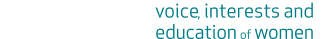 voice, interests and
education of women